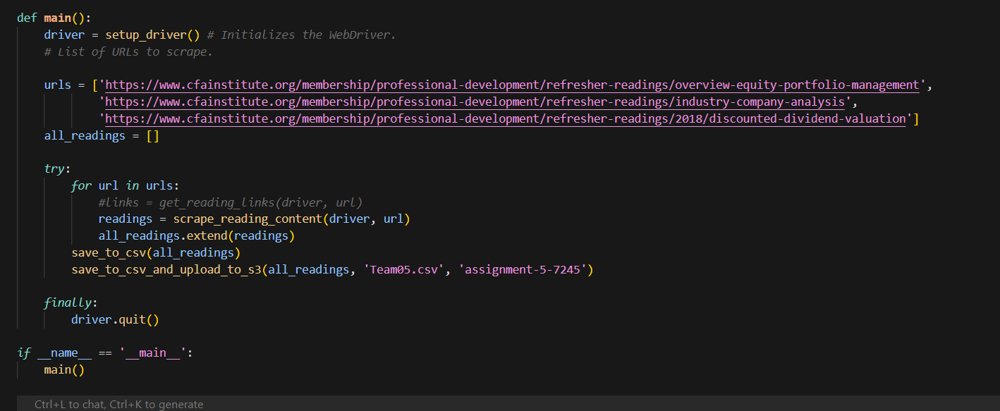 def main():
    driver = setup_driver() # Initializes the WebDriver.
    # List of URLs to scrape.
    urls = ['https://www.cfainstitute.org/membership/professional-development/refresher-readings/overview-equity-portfolio-management',
            'https://www.cfainstitute.org/membership/professional-development/refresher-readings/industry-company-analysis',
            'https://www.cfainstitute.org/membership/professional-development/refresher-readings/2018/discounted-dividend-valuation']
    all_readings = []
    try:
        for url in urls:
            #links = get_reading_links(driver, url)
            readings = scrape_reading_content(driver, url)
            all_readings.extend(readings)
        save_to_csv(all_readings)
        save_to_csv_and_upload_to_s3(all_readings, 'Team05.csv', 'assignment-5-7245')
    finally:
        driver.quit()
if __name__ == '__main__':
    main()
Ctrl+L to chat, Ctrl+K to generate